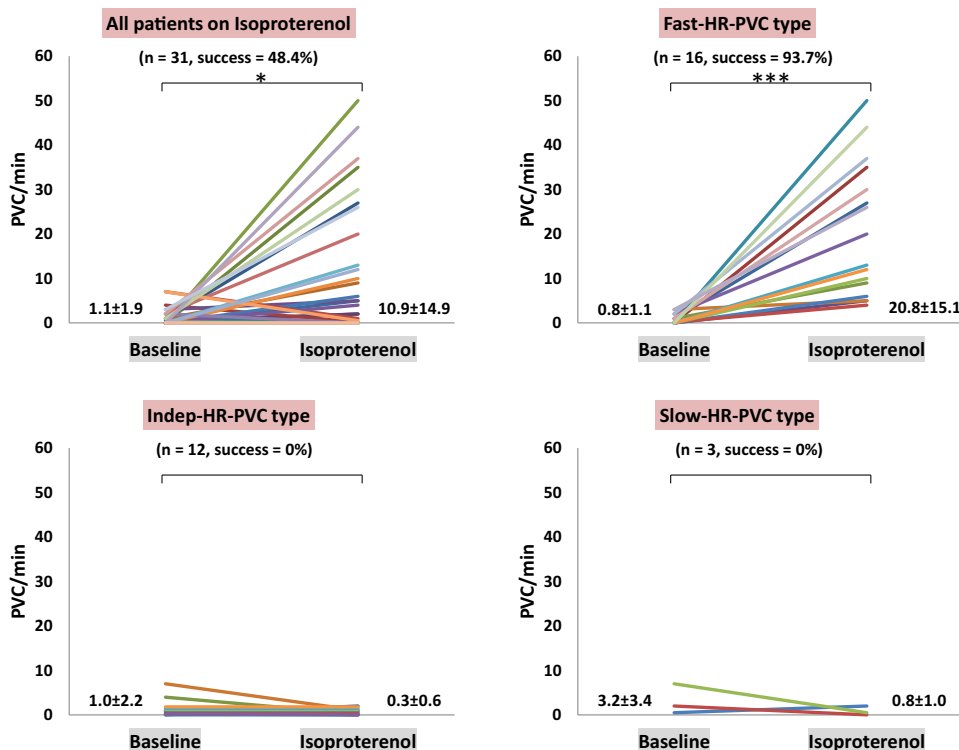 All patients on Isoproterenol
(n = 31, success = 48.4%)
*
PVC/min
60
50
40
30
20
10
0
1.1±1.9
10.9±14.9
Baseline
Isoproterenol
Fast-HR-PVC type
(n = 16, success = 93.7%)
***
PVC/min
60
50
40
30
20
10
0
0.8±1.1
20.8±15.1
Baseline
Isoproterenol
Indep-HR-PVC type
(n = 12, success = 0%)
PVC/min
60
50
40
30
20
10
0
1.0±2.2
0.3±0.6
Baseline
Isoproterenol
Slow-HR-PVC type
(n = 3, success = 0%)
PVC/min
60
50
40
30
20
10
0
3.2±3.4
0.8±1.0
Baseline
Isoproterenol